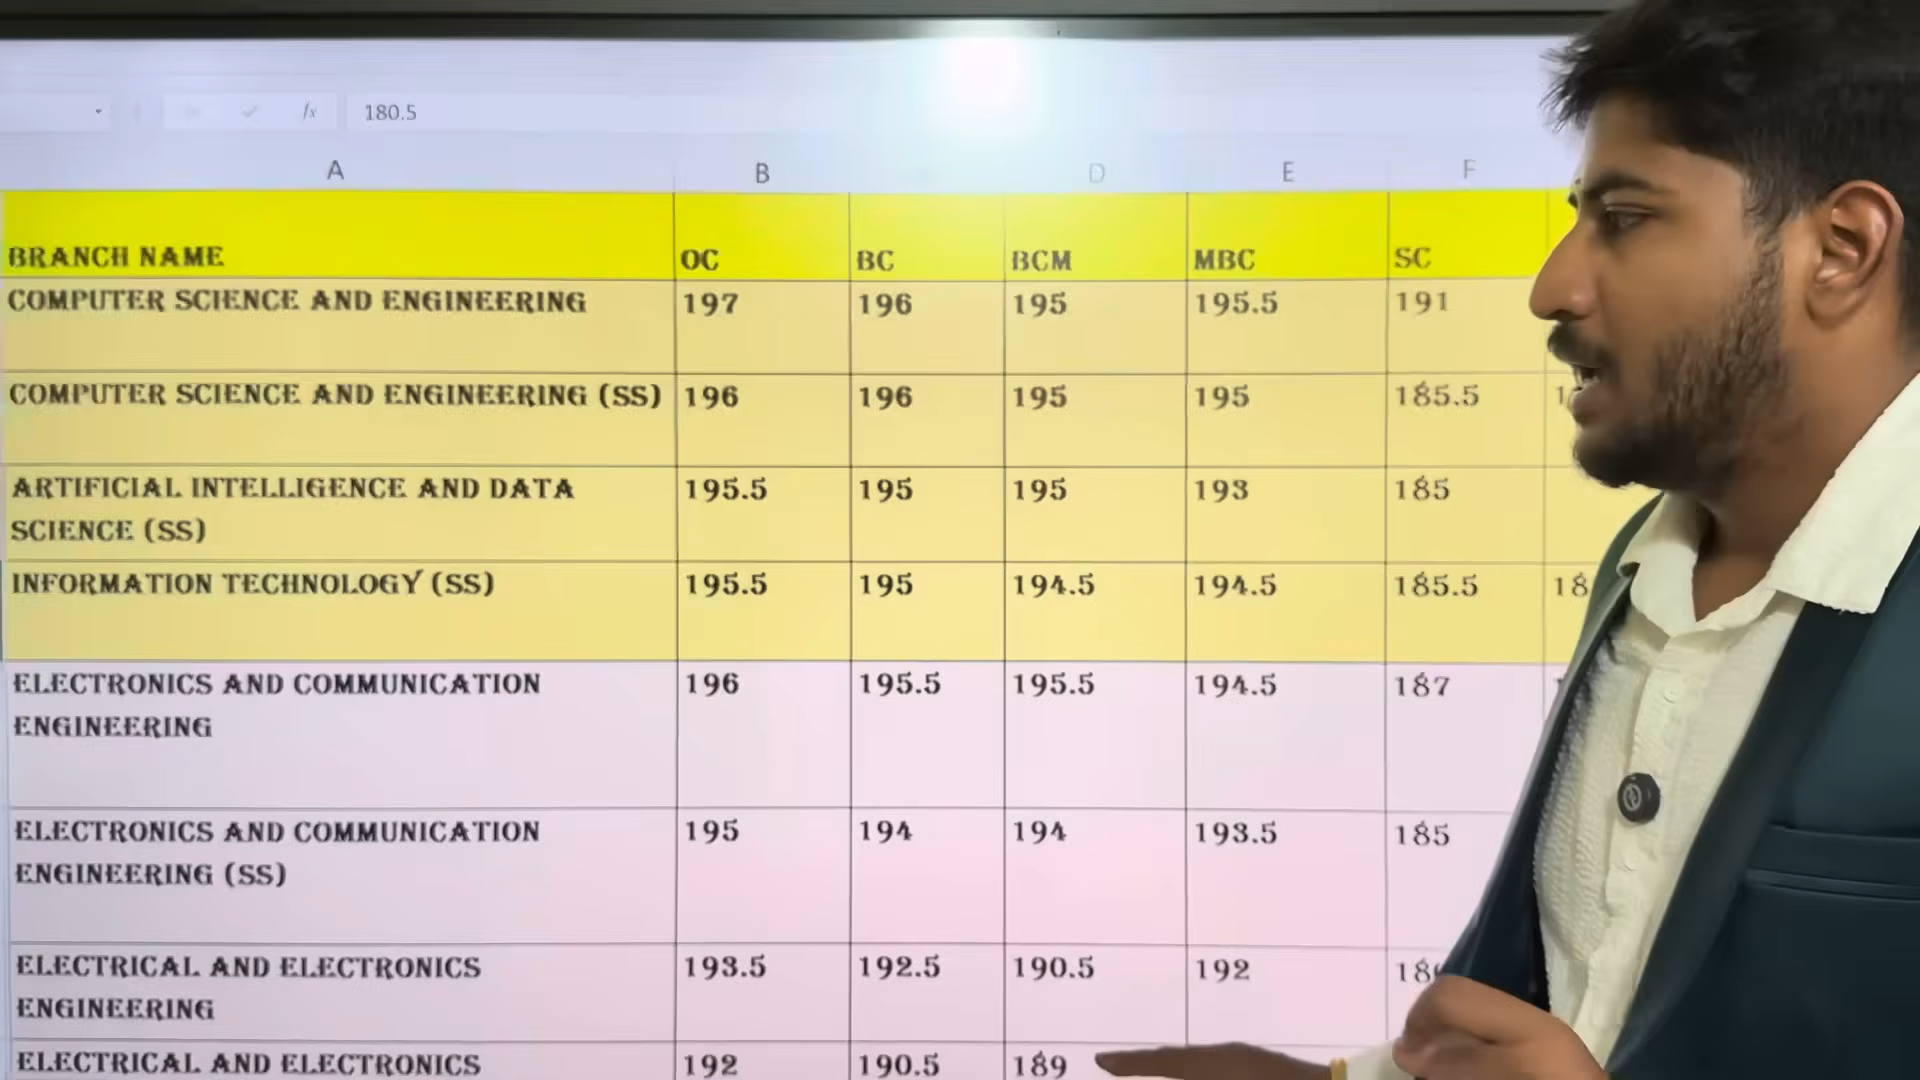 fx 180.5
A B D E F
BRANCH NAME OC BC BCM MBC SC
COMPUTER SCIENCE AND ENGINEERING 197 196 195 195.5 191
COMPUTER SCIENCE AND ENGINEERING (SS) 196 196 195 195 185.5
ARTIFICIAL INTELLIGENCE AND DATA 195.5 195 195 193 185
SCIENCE (SS)
INFORMATION TECHNOLOGY (SS) 195.5 195 194.5 194.5 185.5
ELECTRONICS AND COMMUNICATION 196 195.5 195.5 194.5 187
ENGINEERING
ELECTRONICS AND COMMUNICATION 195 194 194 193.5 185
ENGINEERING (SS)
ELECTRICAL AND ELECTRONICS 193.5 192.5 190.5 192
ENGINEERING
ELECTRICAL AND ELECTRONICS 192 190.5 189